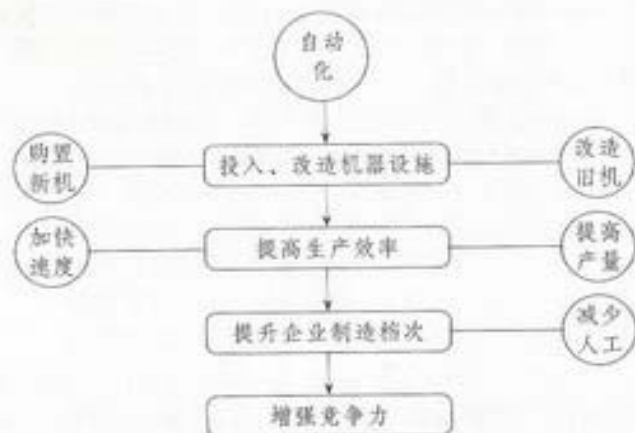 自动
化
购置
新机
投入、改造机器设施
改造
旧机
加快
速度
提高生产效率
提高
产量
提升企业制造档次
减少
人工
增强竞争力